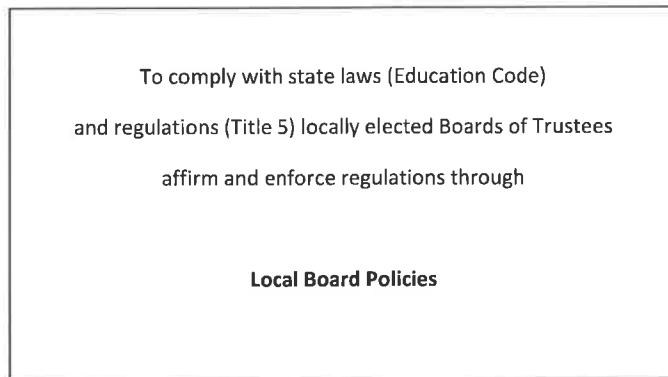 To comply with state laws (Education Code)
and regulations (Title 5) locally elected Boards of Trustees
affirm and enforce regulations through
Local Board Policies